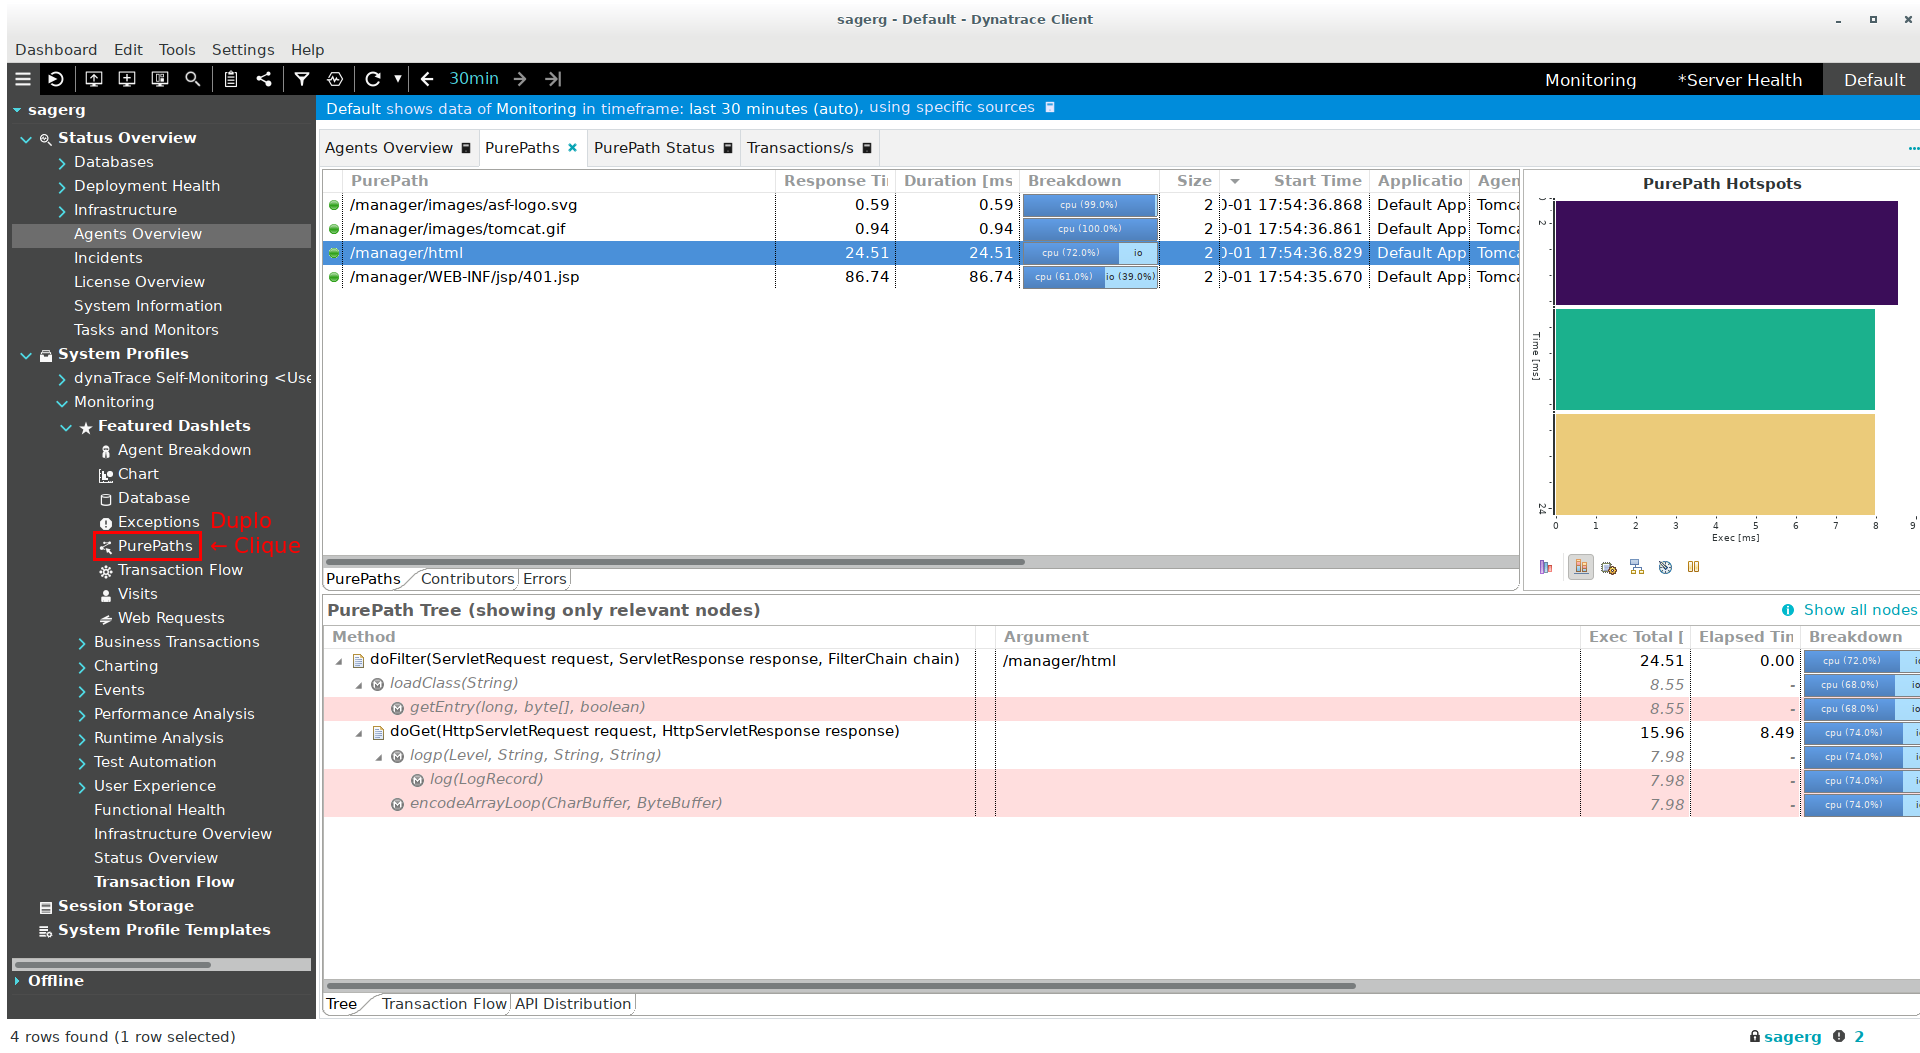 sagerg - Default - Dynatrace Client
Dashboard Edit Tools Settings Help
30min
Monitoring *Server Health Default
sagerg
Status Overview
Databases
Deployment Health
Infrastructure
Agents Overview
Incidents
License Overview
System Information
Tasks and Monitors
System Profiles
dynaTrace Self-Monitoring <Use
Monitoring
Featured Dashlets
Agent Breakdown
Chart
Database
Exceptions Duplo
PurePaths ← Clique
Transaction Flow
Visits
Web Requests
Business Transactions
Charting
Events
Performance Analysis
Runtime Analysis
Test Automation
User Experience
Functional Health
Infrastructure Overview
Status Overview
Transaction Flow
Session Storage
System Profile Templates
Offline
Default shows data of Monitoring in timeframe: last 30 minutes (auto), using specific sources
Agents Overview PurePaths × PurePath Status Transactions/s ...
PurePath Response Ti Duration [ms Breakdown Size Start Time Applicatio Agen
/manager/images/asf-logo.svg 0.59 0.59 cpu (99.0%) 2 0-01 17:54:36.868 Default App Tomca
/manager/images/tomcat.gif 0.94 0.94 cpu (100.0%) 2 0-01 17:54:36.861 Default App Tomca
/manager/html 24.51 24.51 cpu (72.0%) io 2 0-01 17:54:36.829 Default App Tomca
/manager/WEB-INF/jsp/401.jsp 86.74 86.74 cpu (61.0%) io (39.0%) 2 0-01 17:54:35.670 Default App Tomca
PurePaths Contributors Errors
PurePath Hotspots
2
Time [ms]
24
0 1 2 3 4 5 6 7 8 9
Exec [ms]
PurePath Tree (showing only relevant nodes) Show all nodes
Method Argument Exec Total [ Elapsed Tin Breakdown
doFilter(ServletRequest request, ServletResponse response, FilterChain chain) /manager/html 24.51 0.00 cpu (72.0%) i
loadClass(String) 8.55 - cpu (68.0%) io
getEntry(long, byte[], boolean) 8.55 - cpu (68.0%) io
doGet(HttpServletRequest request, HttpServletResponse response) 15.96 8.49 cpu (74.0%) i
logp(Level, String, String, String) 7.98 - cpu (74.0%) i
log(LogRecord) 7.98 - cpu (74.0%) i
encodeArrayLoop(CharBuffer, ByteBuffer) 7.98 - cpu (74.0%) i
Tree Transaction Flow API Distribution
4 rows found (1 row selected) sagerg 2